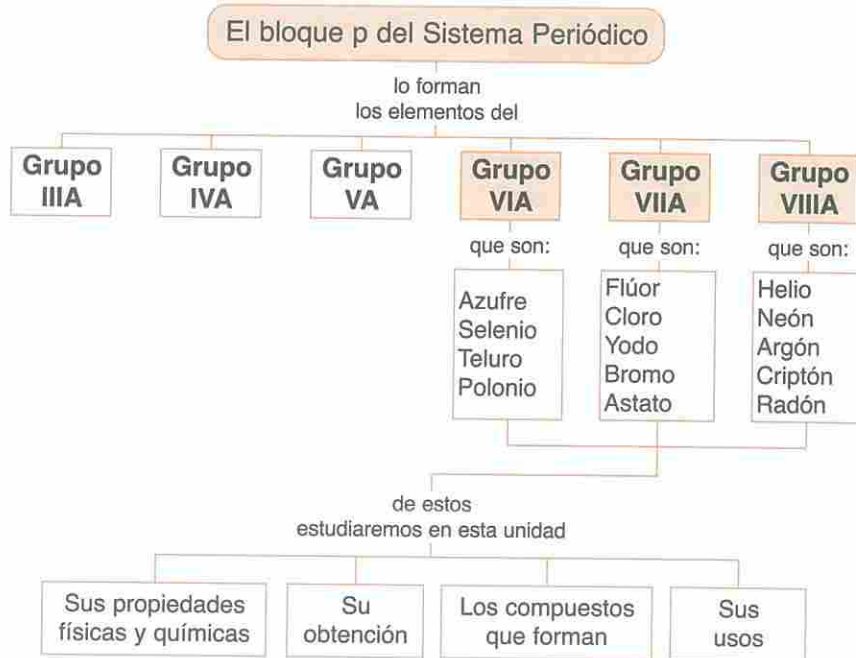 El bloque p del Sistema Periódico
lo forman
los elementos del
Grupo
IIIA
Grupo
IVA
Grupo
VA
Grupo
VIA
Grupo
VIIA
Grupo
VIIIA
que son:
que son:
que son:
Azufre
Selenio
Teluro
Polonio
Flúor
Cloro
Yodo
Bromo
Astato
Helio
Neón
Argón
Criptón
Radón
de estos
estudiaremos en esta unidad
Sus propiedades
físicas y químicas
Su
obtención
Los compuestos
que forman
Sus
usos